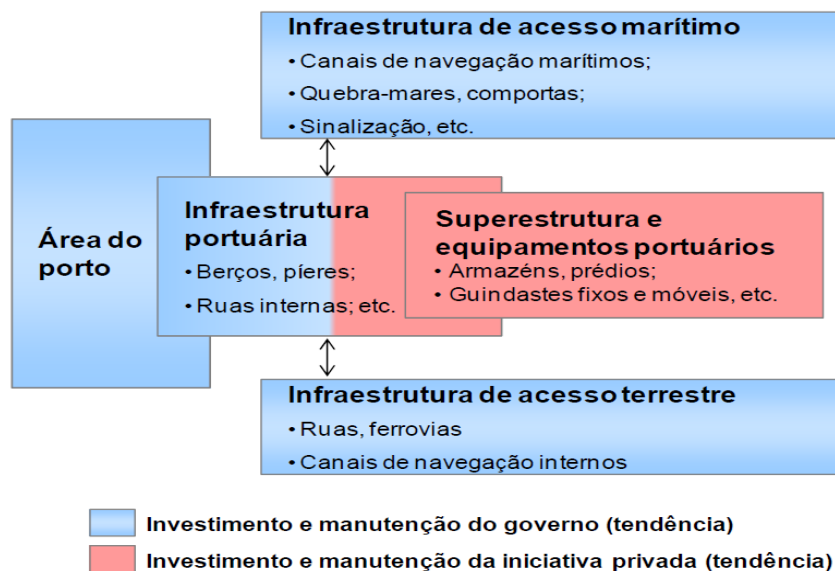 Infraestrutura de acesso marítimo
• Canais de navegação marítimos;
• Quebra-mares, comportas;
• Sinalização, etc.
Área do
porto
Infraestrutura
portuária
• Berços, píeres;
• Ruas internas; etc.
Superestrutura e
equipamentos portuários
• Armazéns, prédios;
• Guindastes fixos e móveis, etc.
Infraestrutura de acesso terrestre
• Ruas, ferrovias
• Canais de navegação internos
Investimento e manutenção do governo (tendência)
Investimento e manutenção da iniciativa privada (tendência)